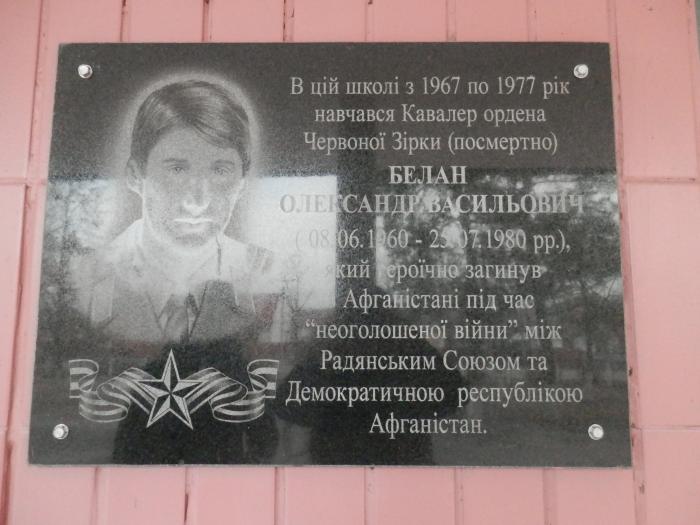 В цій школі з 1967 по 1977 рік
навчався Кавалер ордена
Червоної Зірки (посмертно)
БЕЛАН
ОЛЕКСАНДР ВАСИЛЬОВИЧ
( 08.06.1960 - 25.07.1980 рр.),
який героїчно загинув
Афганістані під час
“неоголошеної війни” між
Радянським Союзом та
Демократичною республікою
Афганістан.